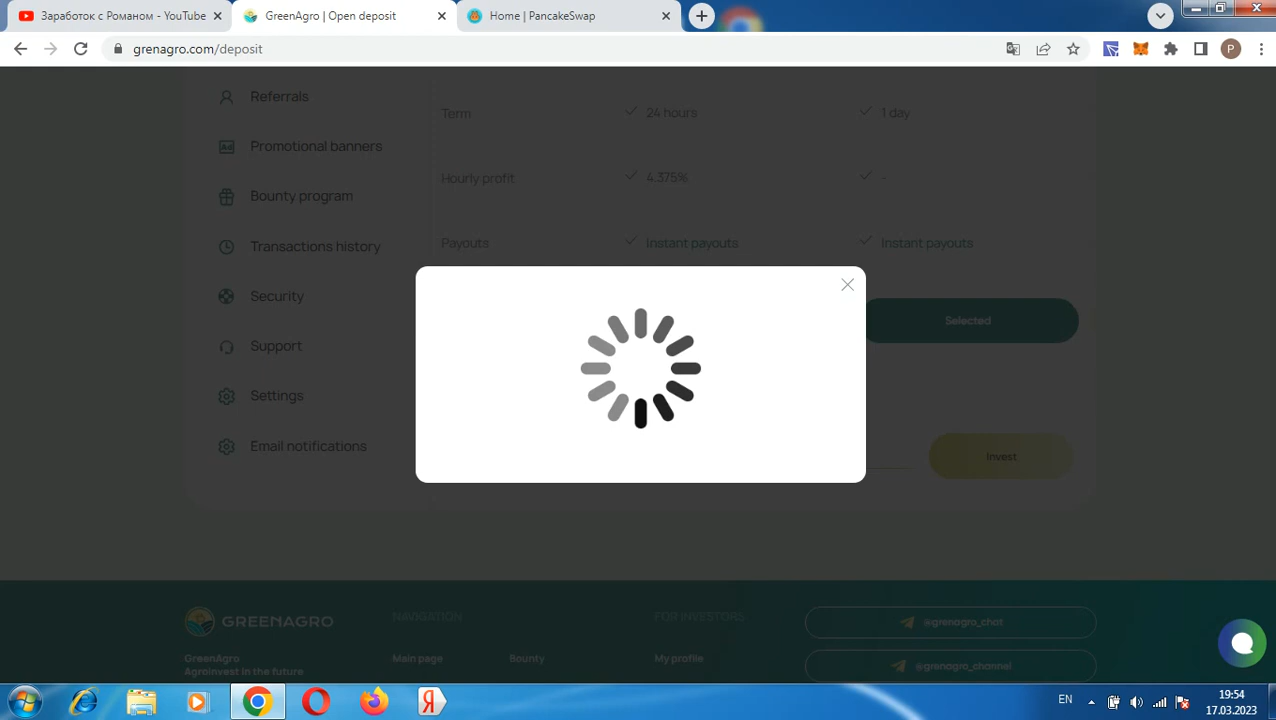 Заработок с Романом - YouTube
GreenAgro | Open deposit
Home | PancakeSwap
grenagro.com/deposit
P
Referrals
Term
24 hours
1 day
Ad
Promotional banners
Hourly profit
4.375%
-
Bounty program
Payouts
Instant payouts
Instant payouts
Transactions history
Security
Selected
Support
Settings
Email notifications
Invest
GREENAGRO
NAVIGATION
FOR INVESTORS
@grenagro_chat
GreenAgro
Main page
Bounty
My profile
@grenagro_channel
Agroinvest in the future
Я
EN
19:54
17.03.2023